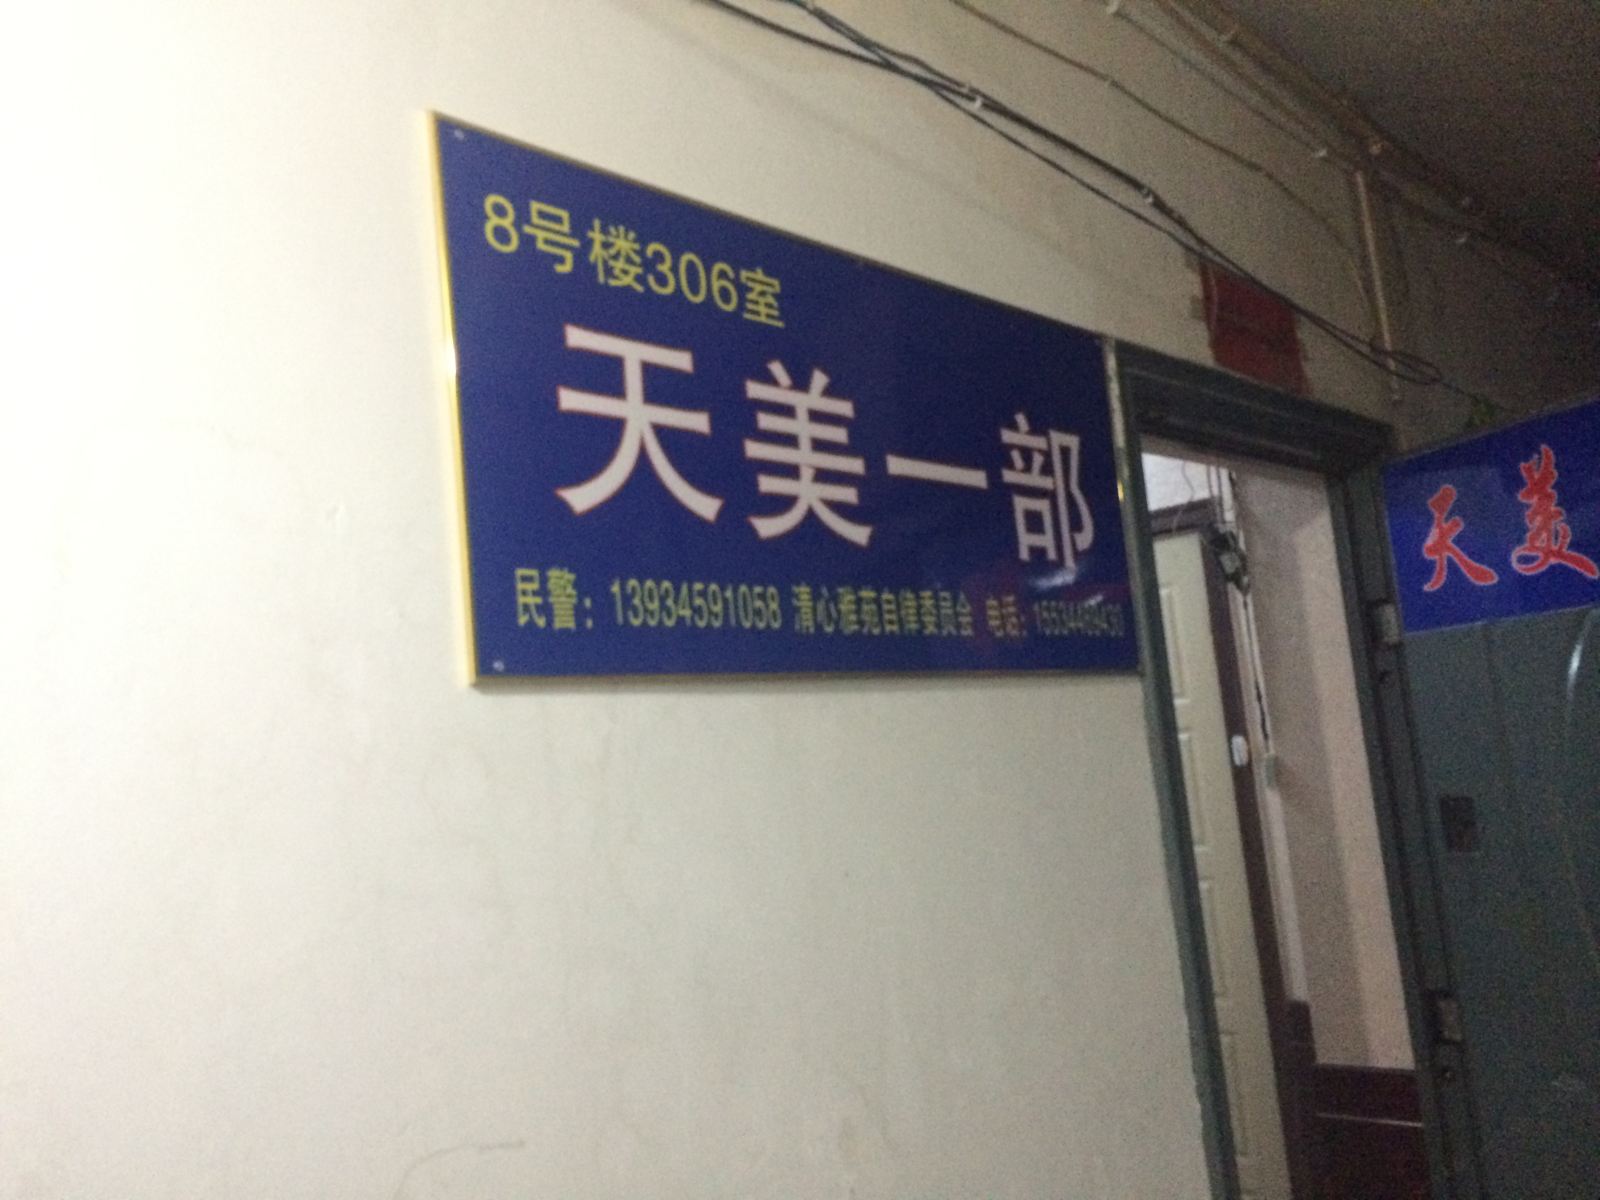 8号楼306室
天美一部
民警：13934591058 清心雅苑自律委员会 电话：15534489430
天美